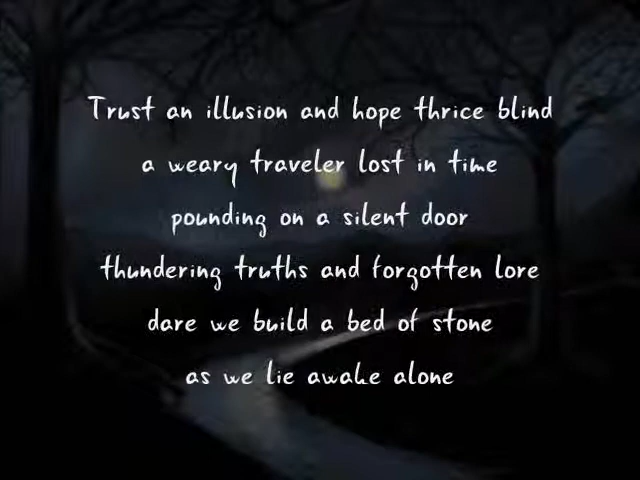 Trust an illusion and hope thrice blind
a weary traveler lost in time
pounding on a silent door
thundering truths and forgotten lore
dare we build a bed of stone
as we lie awake alone